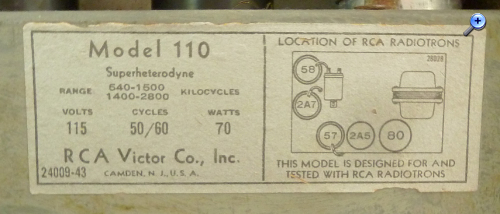 Model 110
Superheterodyne
RANGE 540-1500 KILOCYCLES
1400-2800
VOLTS CYCLES WATTS
115 50/60 70
RCA Victor Co., Inc.
24009-43 CAMDEN, N.J., U.S.A.
LOCATION OF RCA RADIOTRONS
58
2A7
57 2A5 80
THIS MODEL IS DESIGNED FOR AND
TESTED WITH RCA RADIOTRONS